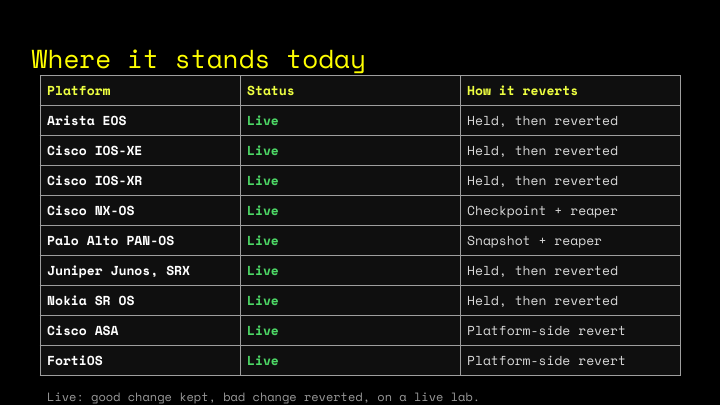 Where it stands today
Platform Status How it reverts
Arista EOS Live Held, then reverted
Cisco IOS-XE Live Held, then reverted
Cisco IOS-XR Live Held, then reverted
Cisco NX-OS Live Checkpoint + reaper
Palo Alto PAN-OS Live Snapshot + reaper
Juniper Junos, SRX Live Held, then reverted
Nokia SR OS Live Held, then reverted
Cisco ASA Live Platform-side revert
FortiOS Live Platform-side revert
Live: good change kept, bad change reverted, on a live lab.